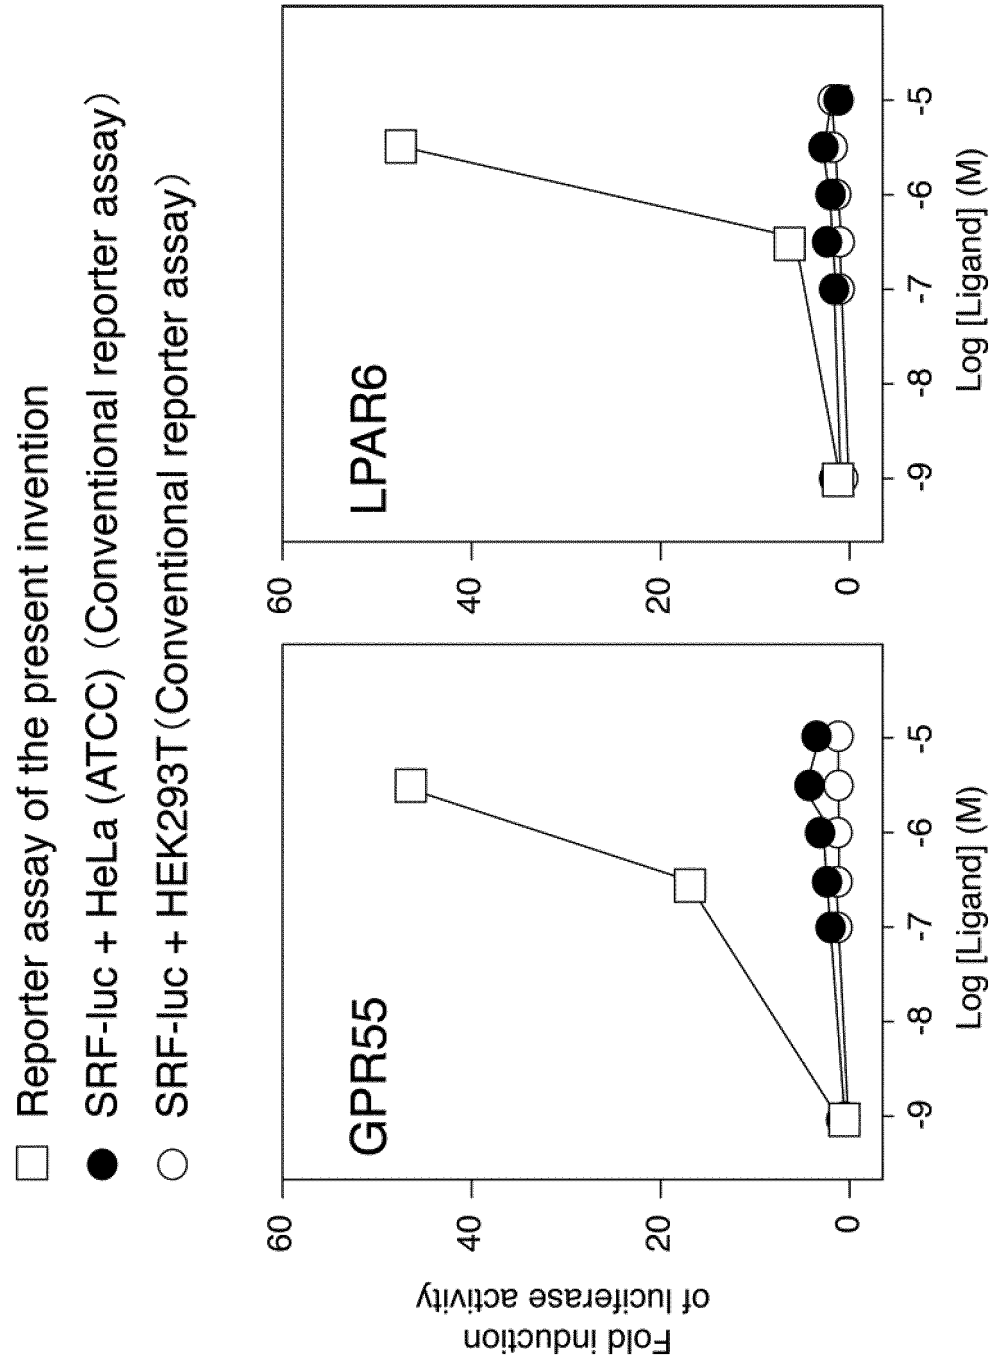 Reporter assay of the present invention
SRF-luc + HeLa (ATCC) (Conventional reporter assay)
SRF-luc + HEK293T (Conventional reporter assay)
Fold induction
of luciferase activity
60
40
20
0
GPR55
-9 -8 -7 -6 -5
Log [Ligand] (M)
60
40
20
0
LPAR6
-9 -8 -7 -6 -5
Log [Ligand] (M)